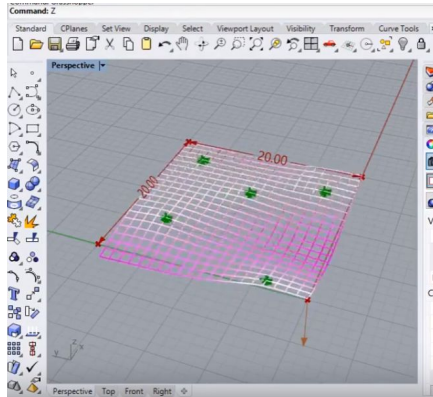 Command: Z
Standard CPlanes Set View Display Select Viewport Layout Visibility Transform Curve Tools
Perspective
20.00
20.00
z
y x
Perspective Top Front Right